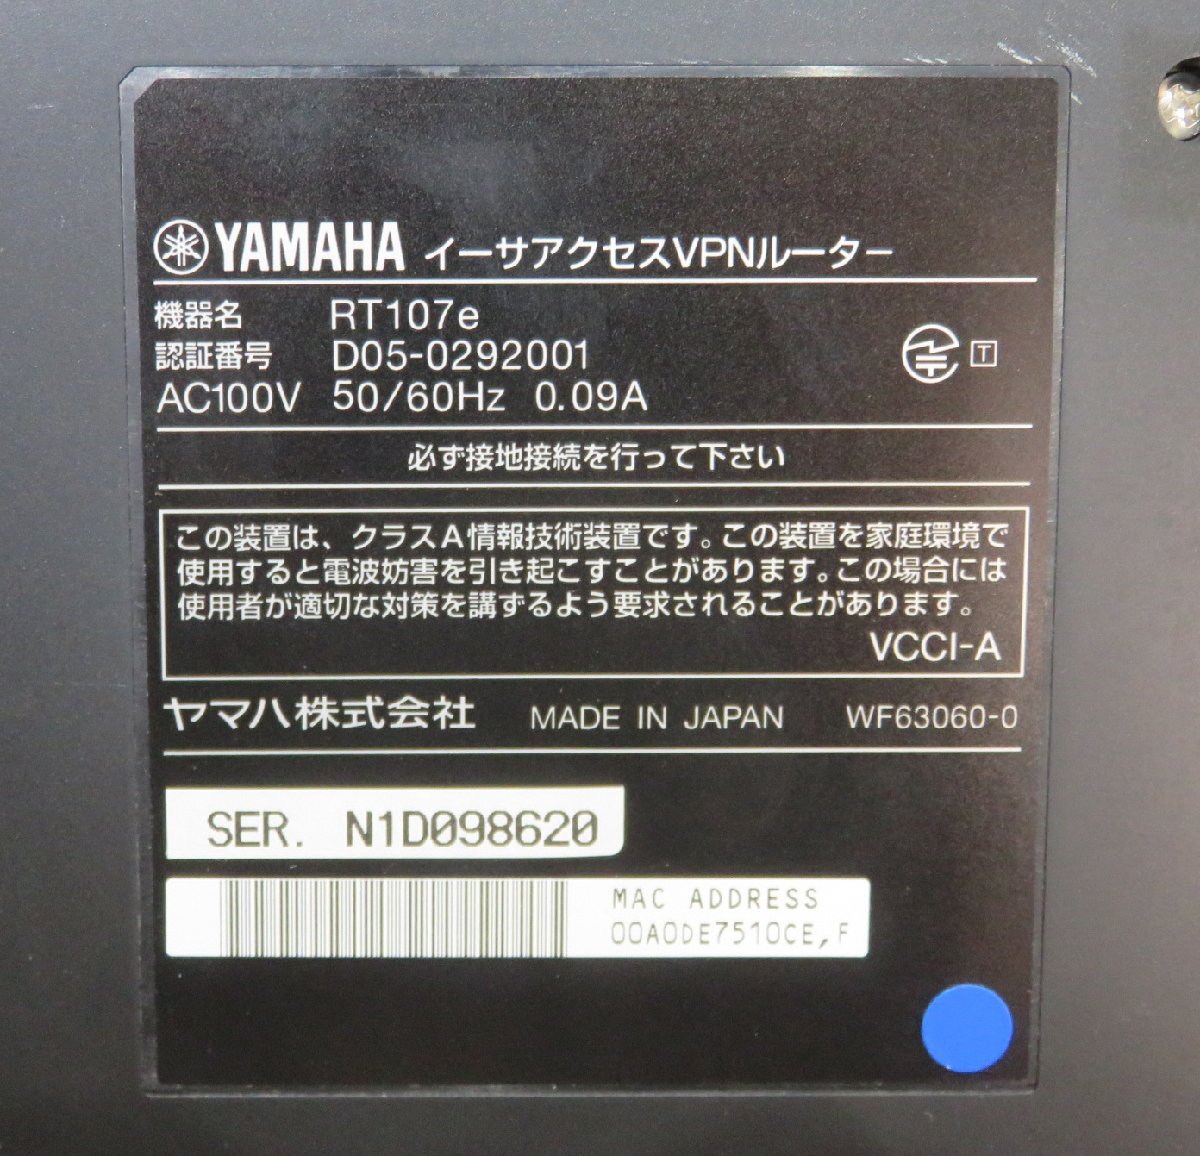 YAMAHA イーサアクセスVPNルーター
機器名 RT107e
認証番号 D05-0292001
T
AC100V 50/60Hz 0.09A
必ず接地接続を行って下さい
この装置は、クラスA情報技術装置です。この装置を家庭環境で
使用すると電波妨害を引き起こすことがあります。この場合には
使用者が適切な対策を講ずるよう要求されることがあります。
VCCI-A
ヤマハ株式会社 MADE IN JAPAN WF63060-0
SER. N1D098620
MAC ADDRESS
00A0DE7510CE,F